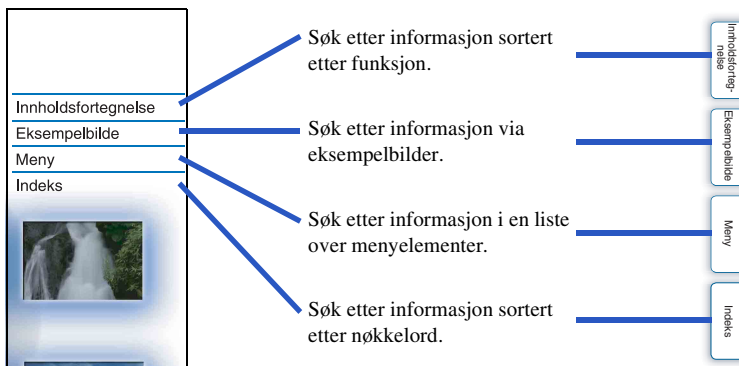 Innholdsfortegnelse
Eksempelbilde
Meny
Indeks
Søk etter informasjon sortert
etter funksjon.
Søk etter informasjon via
eksempelbilder.
Søk etter informasjon i en liste
over menyelementer.
Søk etter informasjon sortert
etter nøkkelord.
Innholdsforteg-
nelse
Eksempelbilde
Meny
Indeks